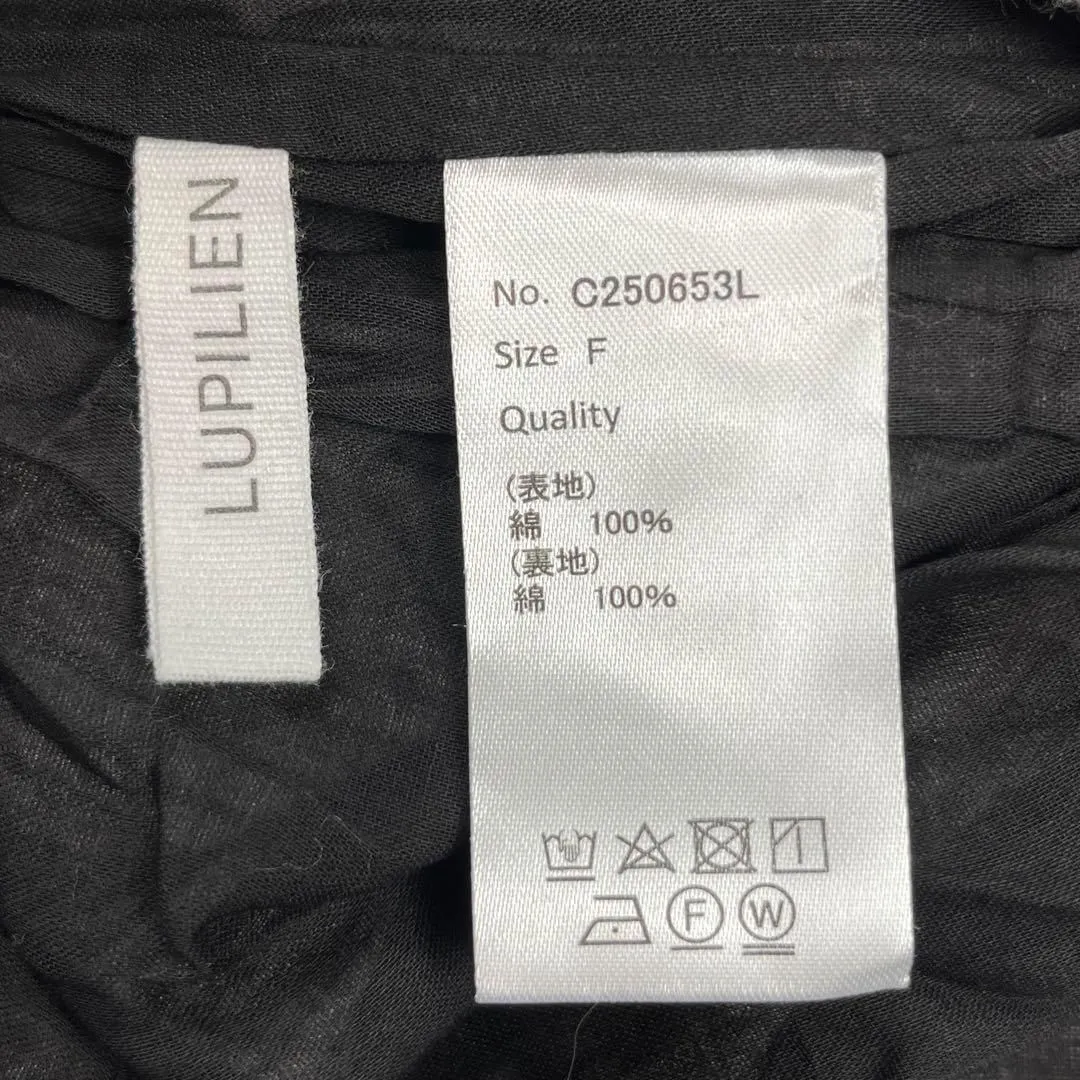 LUPILIEN
No. C250653L
Size F
Quality
(表地)
綿 100%
(裏地)
綿 100%
F W